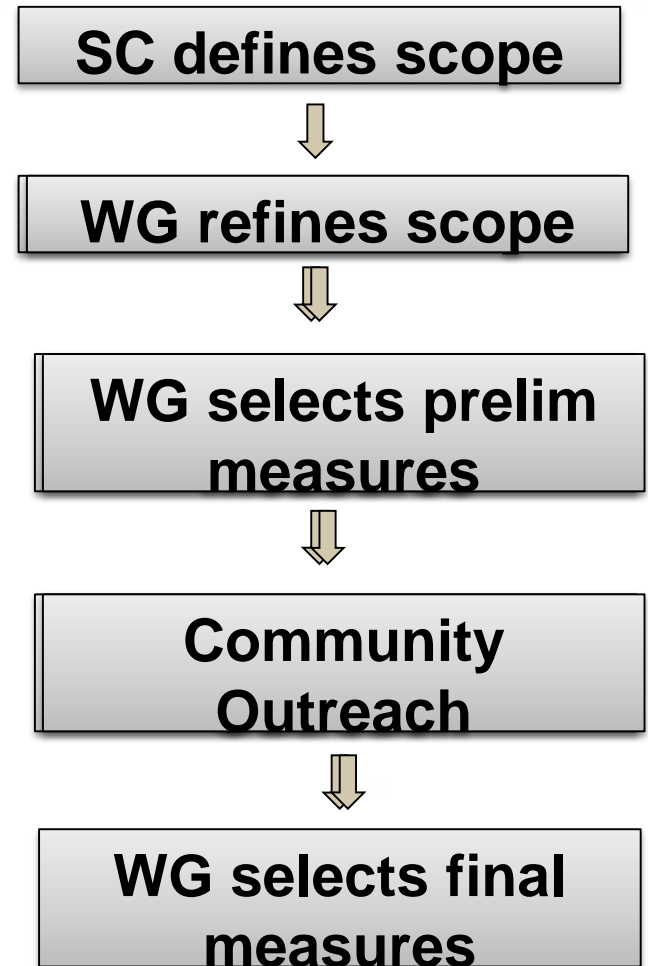 SC defines scope
WG refines scope
WG selects prelim
measures
Community
Outreach
WG selects final
measures